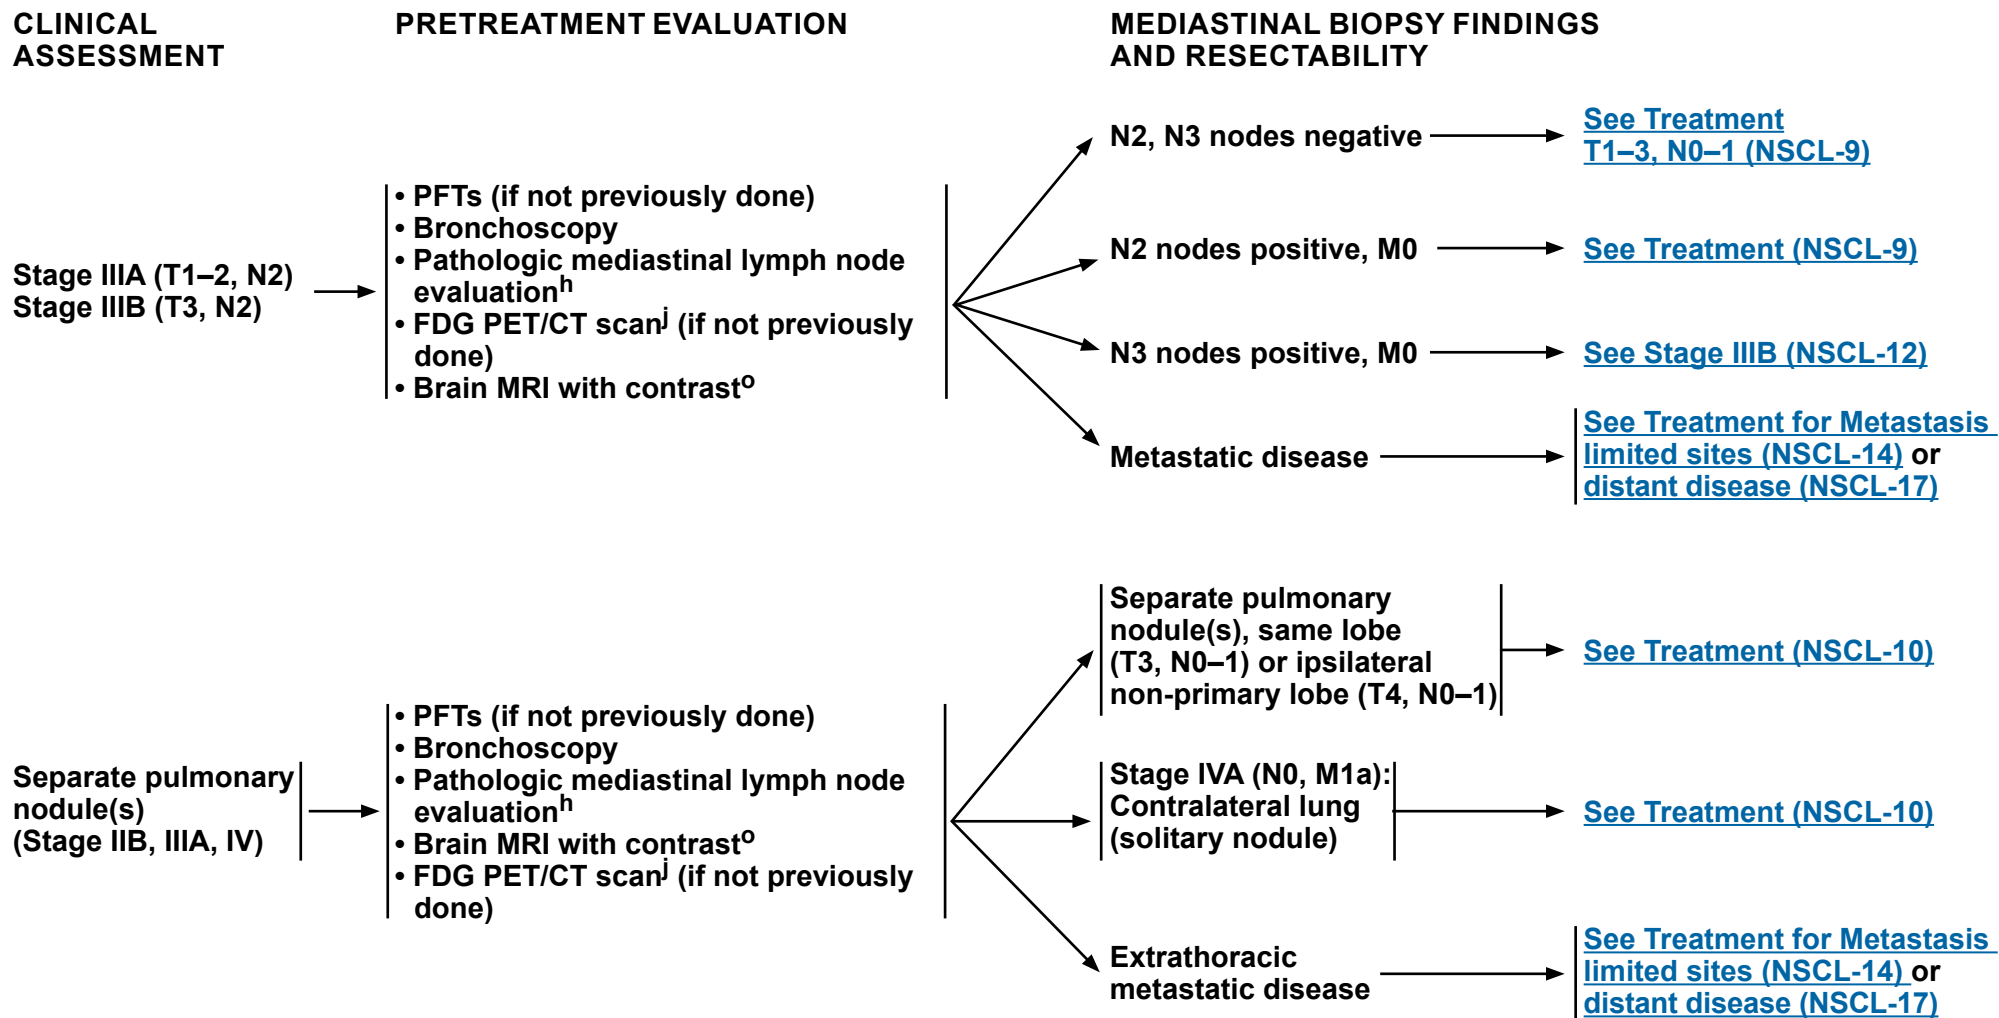 CLINICAL
ASSESSMENT
PRETREATMENT EVALUATION
MEDIASTINAL BIOPSY FINDINGS
AND RESECTABILITY
Stage IIIA (T1–2, N2)
Stage IIIB (T3, N2)
• PFTs (if not previously done)
• Bronchoscopy
• Pathologic mediastinal lymph node
evaluationʰ
• FDG PET/CT scanʲ (if not previously
done)
• Brain MRI with contrastᵒ
N2, N3 nodes negative
See Treatment
T1–3, N0–1 (NSCL-9)
N2 nodes positive, M0
See Treatment (NSCL-9)
N3 nodes positive, M0
See Stage IIIB (NSCL-12)
Metastatic disease
See Treatment for Metastasis
limited sites (NSCL-14) or
distant disease (NSCL-17)
Separate pulmonary
nodule(s)
(Stage IIB, IIIA, IV)
• PFTs (if not previously done)
• Bronchoscopy
• Pathologic mediastinal lymph node
evaluationʰ
• Brain MRI with contrastᵒ
• FDG PET/CT scanʲ (if not previously
done)
Separate pulmonary
nodule(s), same lobe
(T3, N0–1) or ipsilateral
non-primary lobe (T4, N0–1)
See Treatment (NSCL-10)
Stage IVA (N0, M1a):
Contralateral lung
(solitary nodule)
See Treatment (NSCL-10)
Extrathoracic
metastatic disease
See Treatment for Metastasis
limited sites (NSCL-14) or
distant disease (NSCL-17)